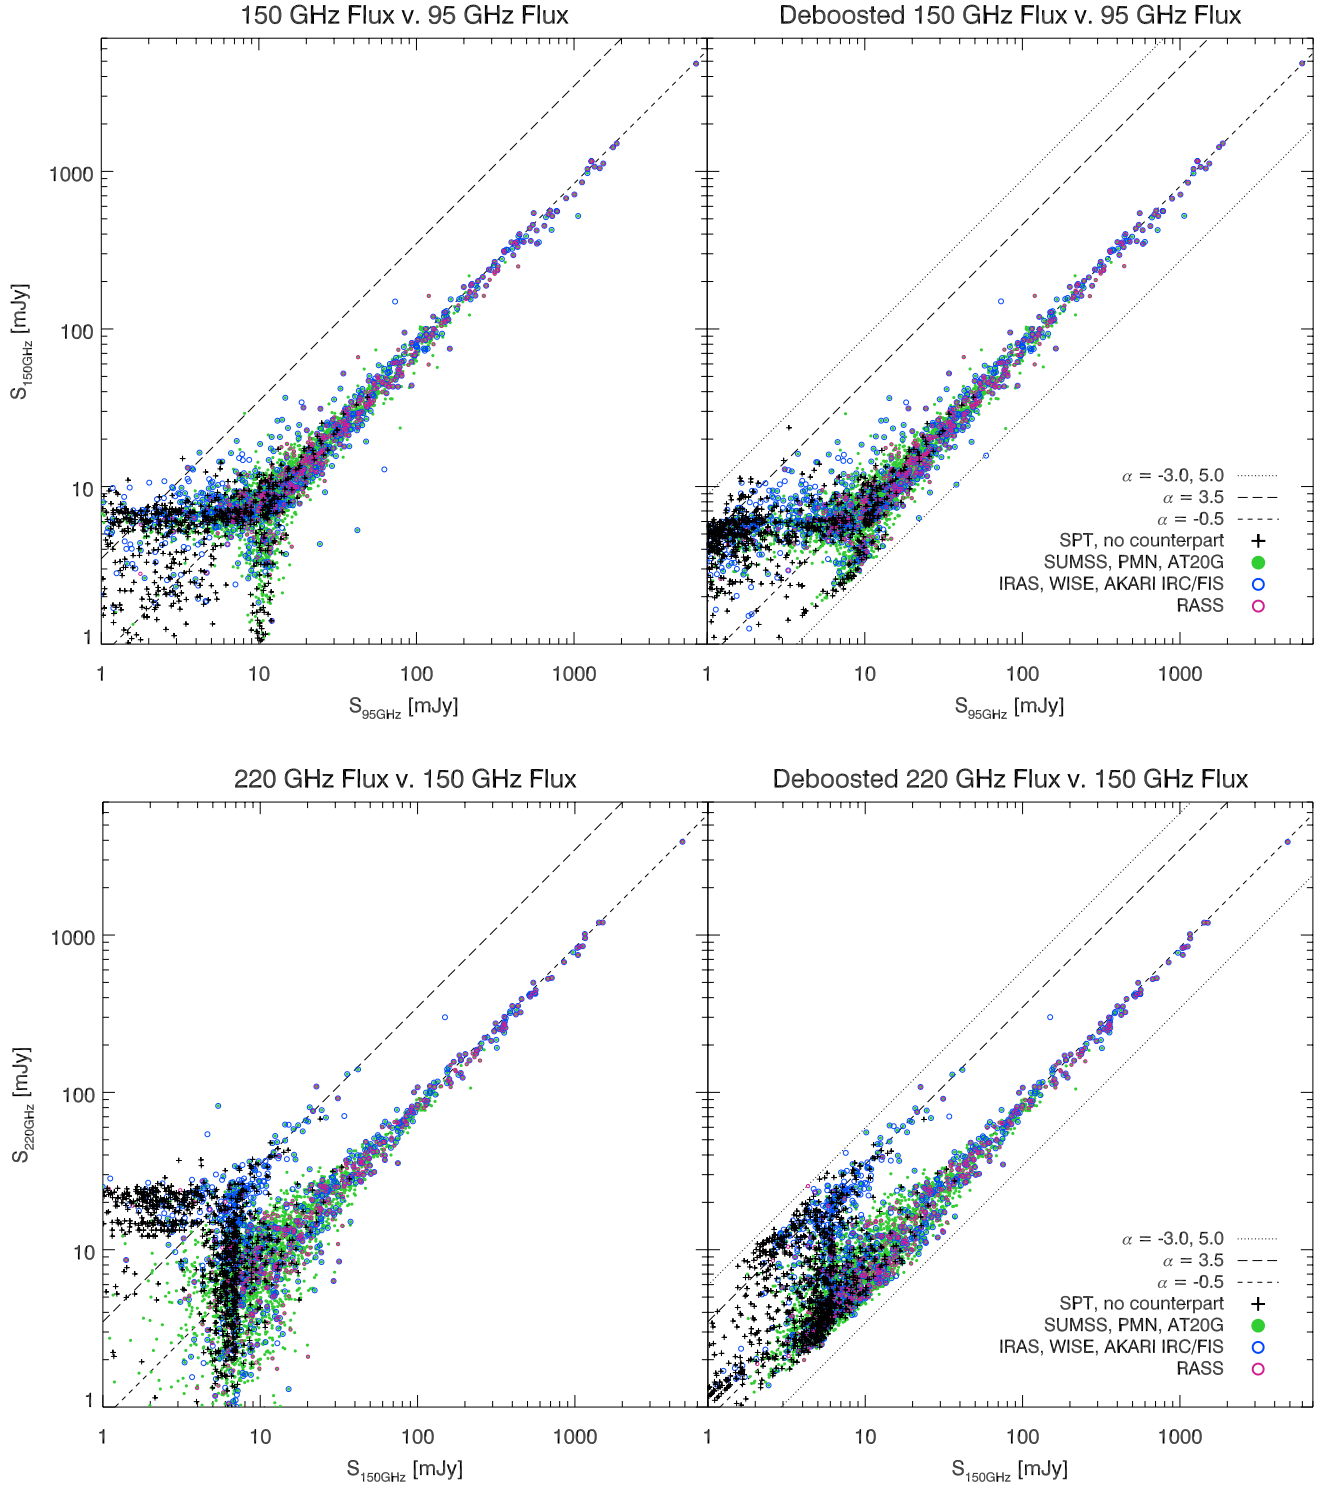 150 GHz Flux v. 95 GHz Flux
Deboosted 150 GHz Flux v. 95 GHz Flux
S150GHz [mJy]
1000
100
10
1
α = -3.0, 5.0
α = 3.5
α = -0.5
SPT, no counterpart
SUMSS, PMN, AT20G
IRAS, WISE, AKARI IRC/FIS
RASS
1 10 100 1000
1 10 100 1000
S95GHz [mJy]
S95GHz [mJy]
220 GHz Flux v. 150 GHz Flux
Deboosted 220 GHz Flux v. 150 GHz Flux
S220GHz [mJy]
1000
100
10
1
α = -3.0, 5.0
α = 3.5
α = -0.5
SPT, no counterpart
SUMSS, PMN, AT20G
IRAS, WISE, AKARI IRC/FIS
RASS
1 10 100 1000
1 10 100 1000
S150GHz [mJy]
S150GHz [mJy]